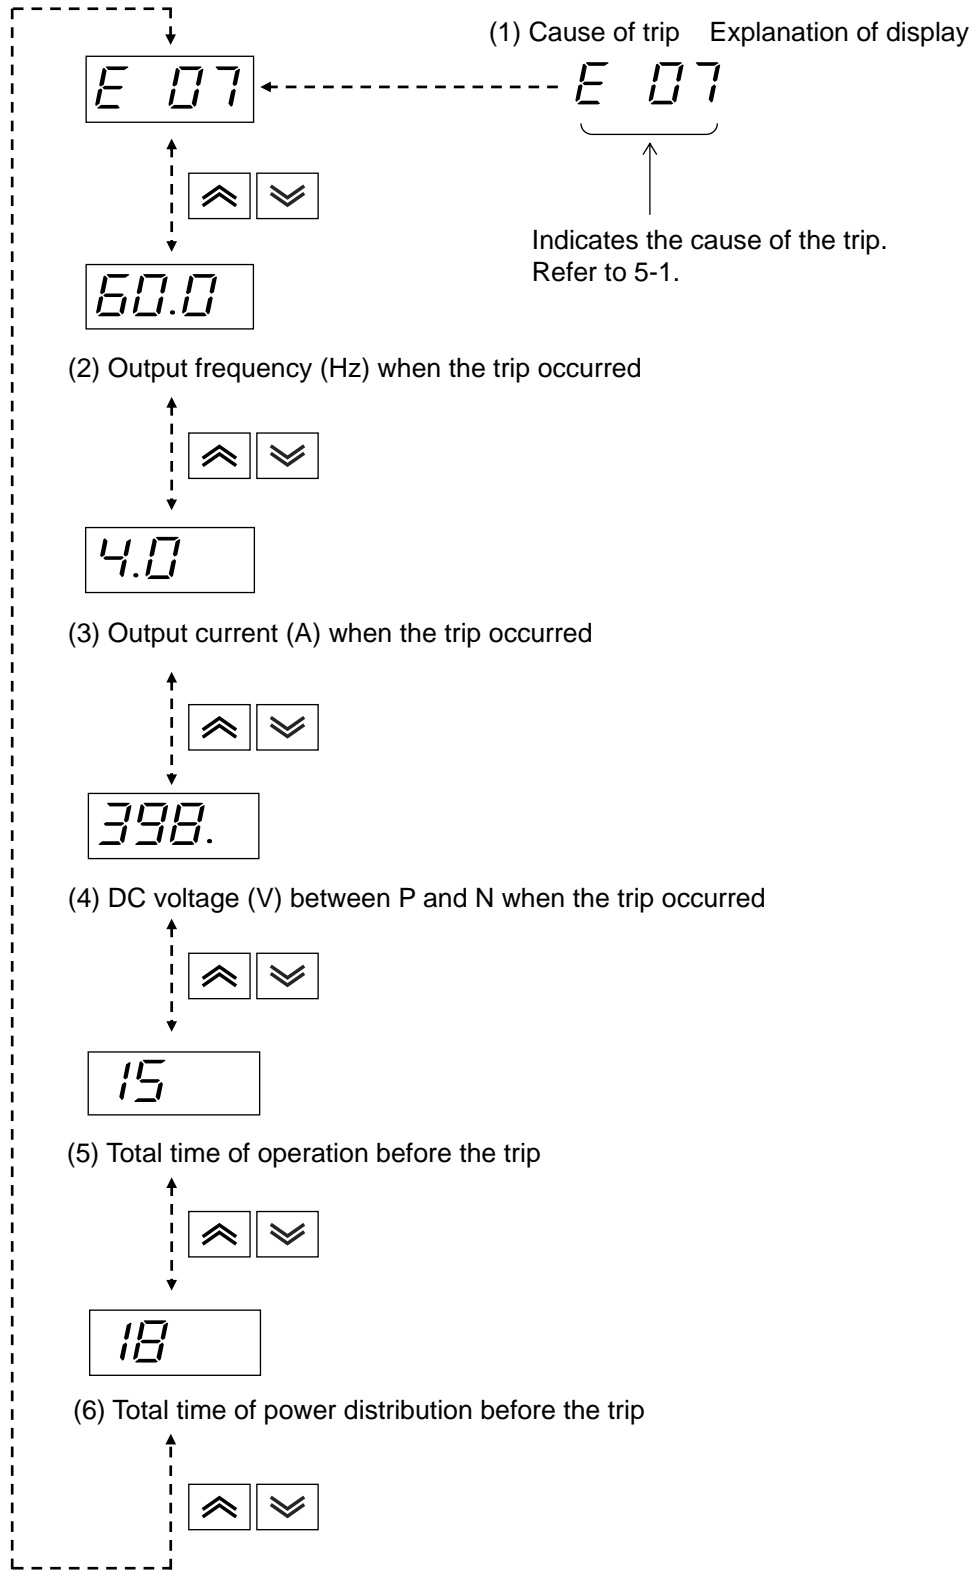 (1) Cause of trip Explanation of display
E 07
E 07
Indicates the cause of the trip.
Refer to 5-1.
60.0
(2) Output frequency (Hz) when the trip occurred
4.0
(3) Output current (A) when the trip occurred
398.
(4) DC voltage (V) between P and N when the trip occurred
15
(5) Total time of operation before the trip
18
(6) Total time of power distribution before the trip